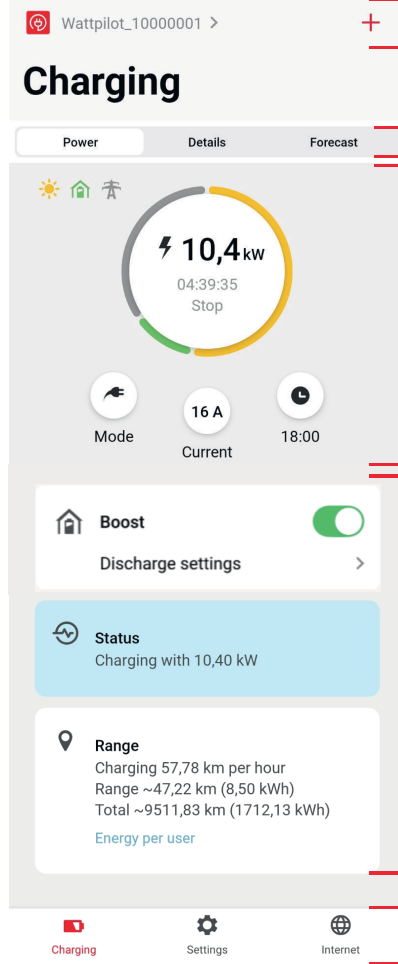 Wattpilot_10000001 >
Charging
Power Details Forecast
10,4 kW
04:39:35
Stop
16 A
Mode
18:00
Current
Boost
Discharge settings
Status
Charging with 10,40 kW
Range
Charging 57,78 km per hour
Range ~47,22 km (8,50 kWh)
Total ~9511,83 km (1712,13 kWh)
Energy per user
Charging Settings Internet